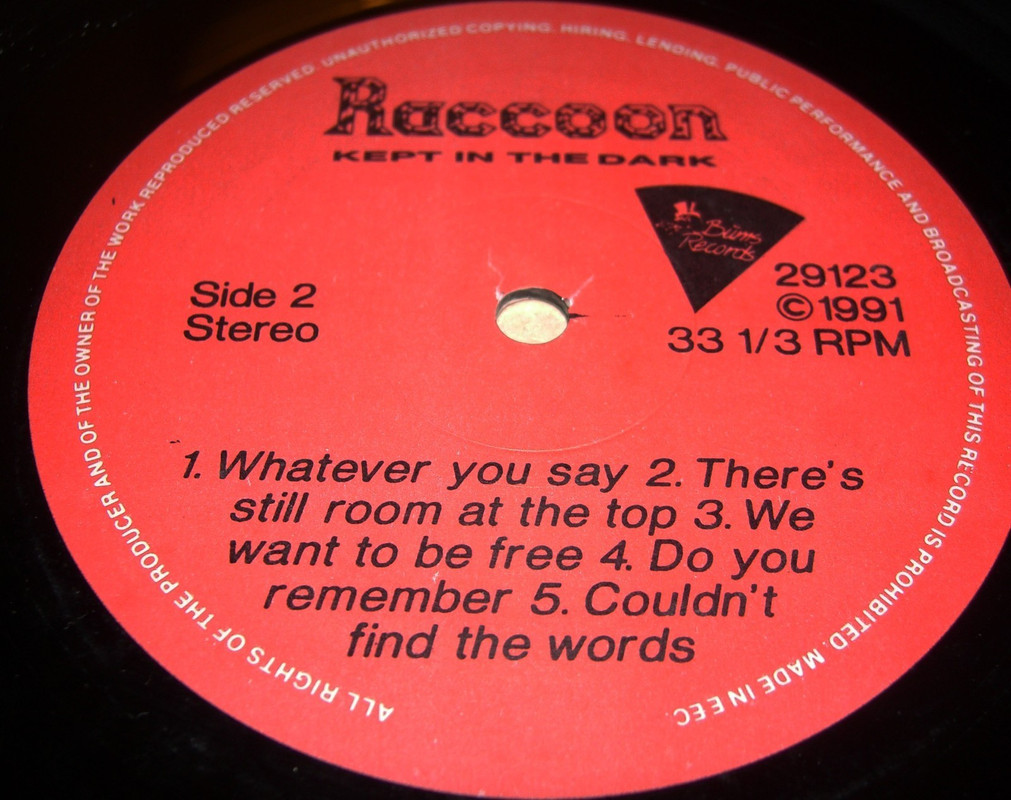 Raccoon
KEPT IN THE DARK
Büms
Records
29123
©1991
33 1/3 RPM
Side 2
Stereo
1. Whatever you say 2. There's
still room at the top 3. We
want to be free 4. Do you
remember 5. Couldn't
find the words
ALL RIGHTS OF THE PRODUCER AND OF THE OWNER OF THE WORK REPRODUCED RESERVED. UNAUTHORIZED COPYING. HIRING. LENDING. PUBLIC PERFORMANCE AND BROADCASTING OF THIS RECORD IS PROHIBITED. MADE IN EEC